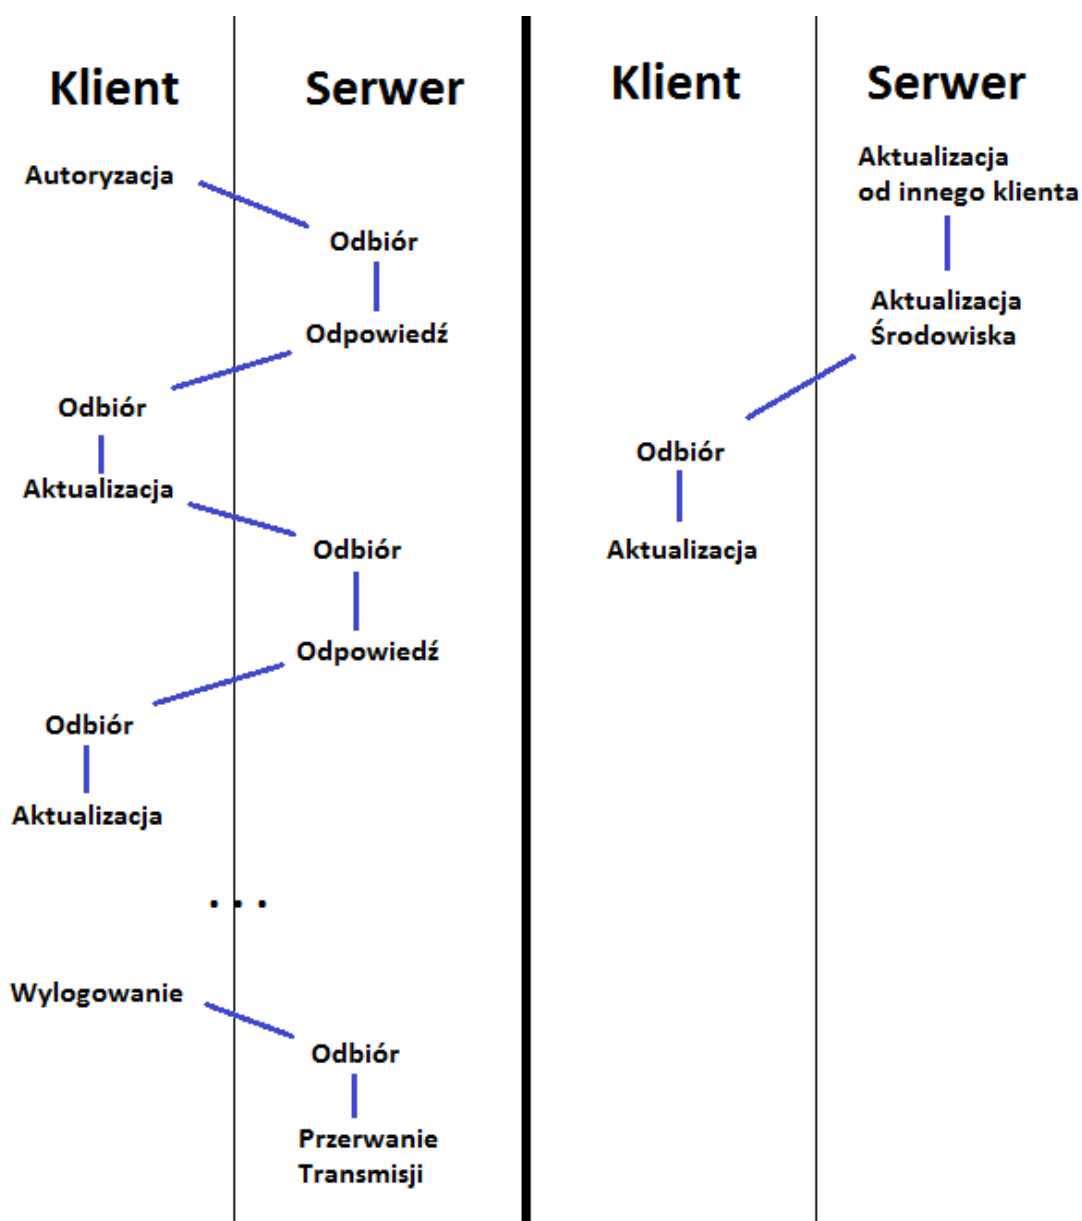 Klient
Serwer
Autoryzacja
Odbiór
Odpowiedź
Odbiór
Aktualizacja
Odbiór
Odpowiedź
Odbiór
Aktualizacja
...
Wylogowanie
Odbiór
Przerwanie
Transmisji
Klient
Serwer
Aktualizacja
od innego klienta
Aktualizacja
Środowiska
Odbiór
Aktualizacja